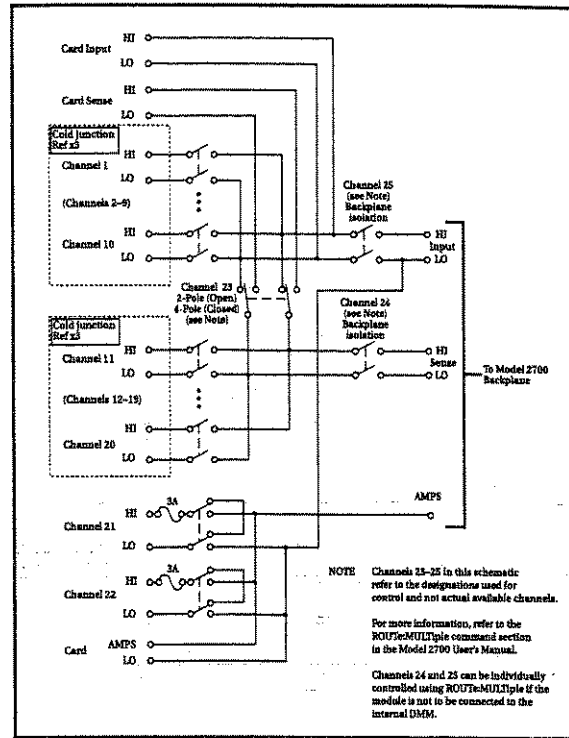 Card Input
HI
LO
Card Sense
HI
LO
Cold Junction
Ref x3
Channel 1
HI
LO
(Channels 2–9)
Channel 10
HI
LO
Channel 25
(see Note)
Backplane
isolation
HI
Input
LO
Channel 23
2-Pole (Open)
4-Pole (Closed)
(see Note)
Channel 24
(see Note)
Backplane
isolation
HI
Sense
LO
To Model 2700
Backplane
Cold Junction
Ref x3
Channel 11
HI
LO
(Channels 12–19)
Channel 20
HI
LO
AMPS
Channel 21
HI
3A
LO
Channel 22
HI
3A
LO
Card
AMPS
LO
NOTE Channels 23–25 in this schematic
refer to the designations used for
control and not actual available channels.
For more information, refer to the
ROUTe:MULTiple command section
in the Model 2700 User's Manual.
Channels 24 and 25 can be individually
controlled using ROUTe:MULTiple if the
module is not to be connected to the
internal DMM.